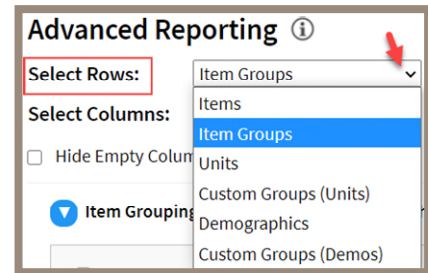 Advanced Reporting
Select Rows: Item Groups
Items
Select Columns:
Item Groups
Hide Empty
Units
Custom Groups (Units)
Item Grouping
Demographics
Custom Groups (Demos)